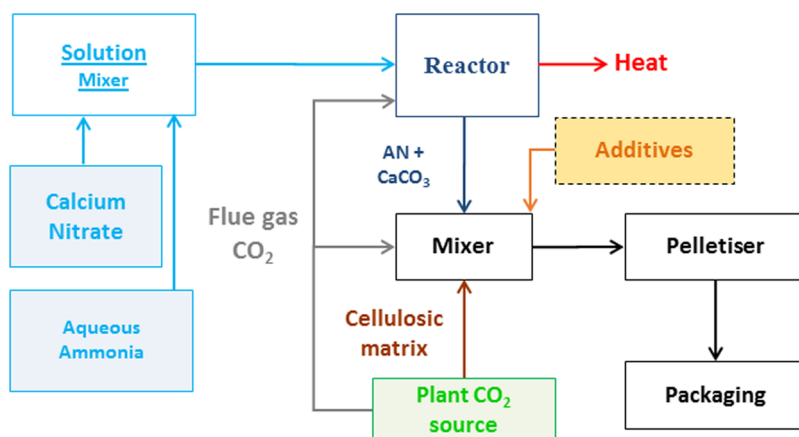 Solution
Mixer
Reactor
Heat
AN +
CaCO₃
Additives
Calcium
Nitrate
Flue gas
CO₂
Mixer
Pelletiser
Aqueous
Ammonia
Cellulosic
matrix
Plant CO₂
source
Packaging